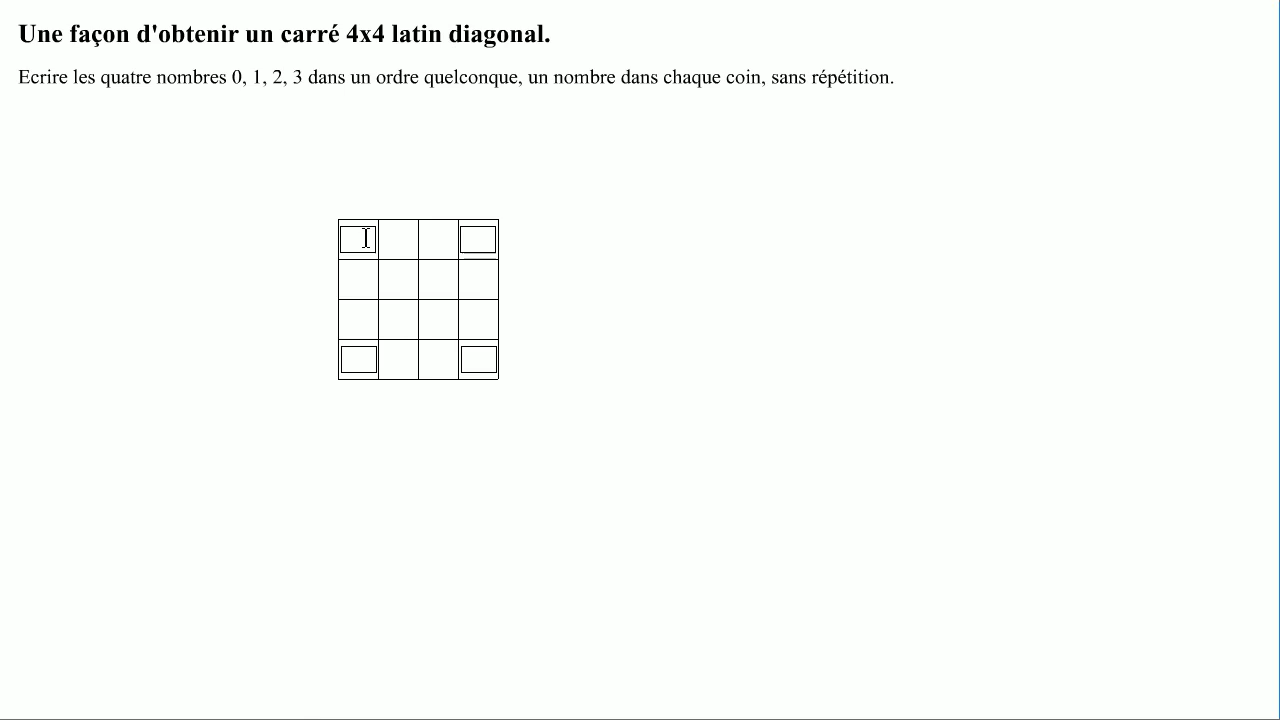 Une façon d'obtenir un carré 4x4 latin diagonal.
Ecrire les quatre nombres 0, 1, 2, 3 dans un ordre quelconque, un nombre dans chaque coin, sans répétition.